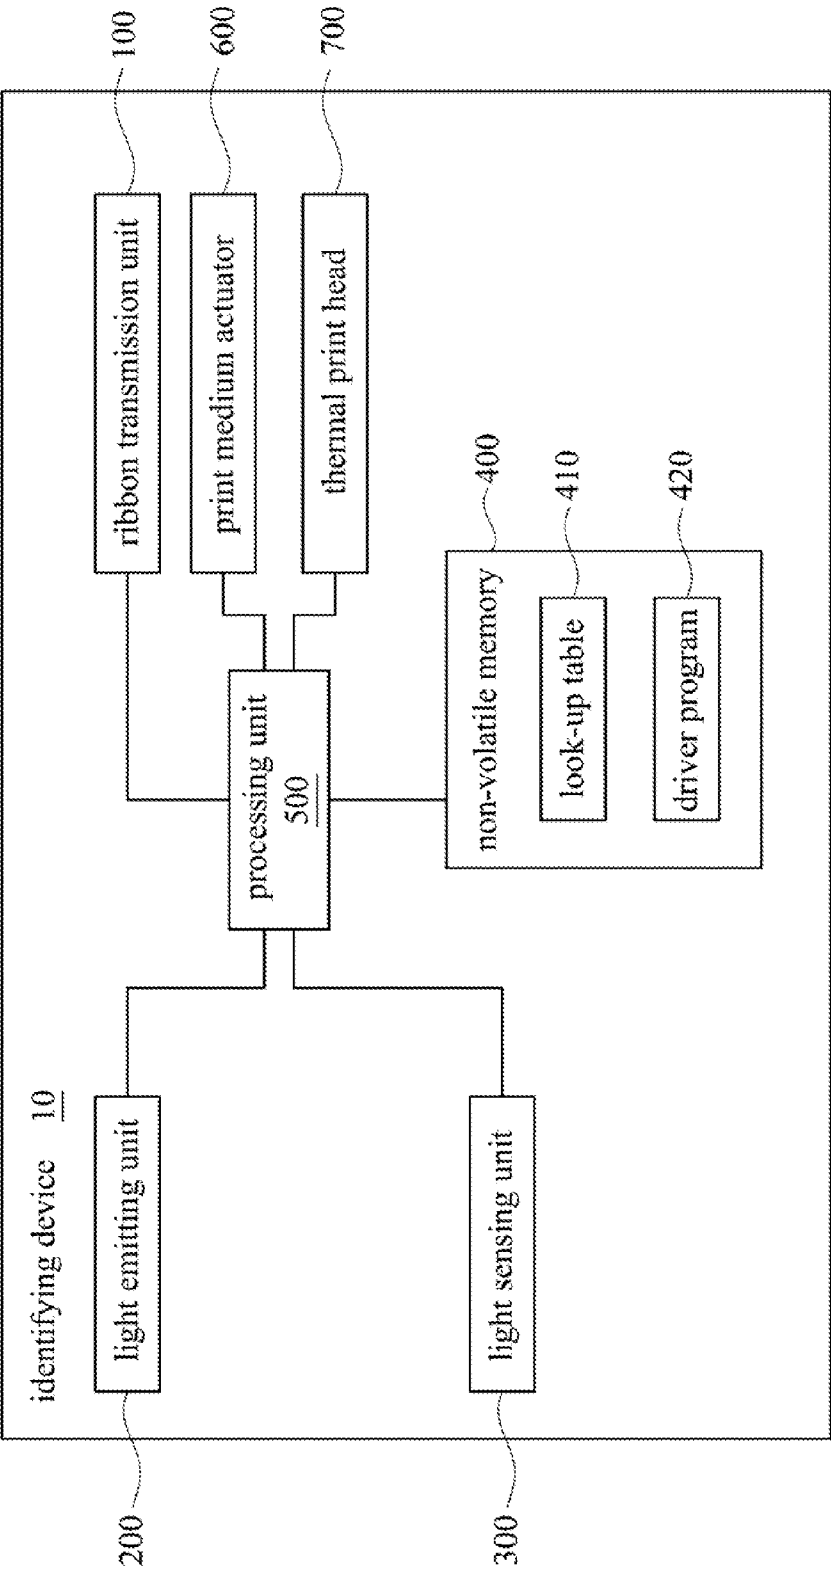 identifying device 10
light emitting unit
200
light sensing unit
300
processing unit
500
ribbon transmission unit
100
print medium actuator
600
thermal print head
700
non-volatile memory
400
look-up table
410
driver program
420